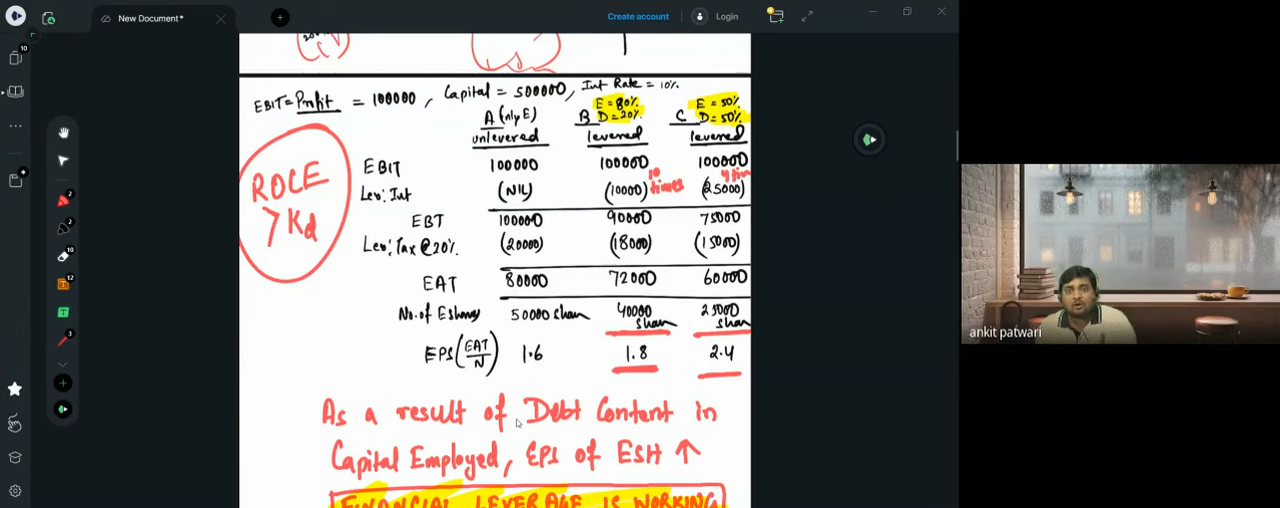 New Document*
Create account
Login
EBIT = Profit = 100000, Capital = 500000, Int Rate = 10%
A (only E) B E = 80% D = 20% C E = 50% D = 50%
unlevered levered levered
EBIT 100000 100000 100000
Less: Int (NIL) (10000) 10 times (25000) 4 tim
EBT 100000 90000 75000
Less: Tax @ 20% (20000) (18000) (15000)
EAT 80000 72000 60000
No. of E shares 50000 share 40000 share 25000 share
EPS (EAT/N) 1.6 1.8 2.4
ROCE
> Kd
As a result of Debt Content in
Capital Employed, EPS of ESH ↑
FINANCIAL LEVERAGE IS WORKING
ankit patwari